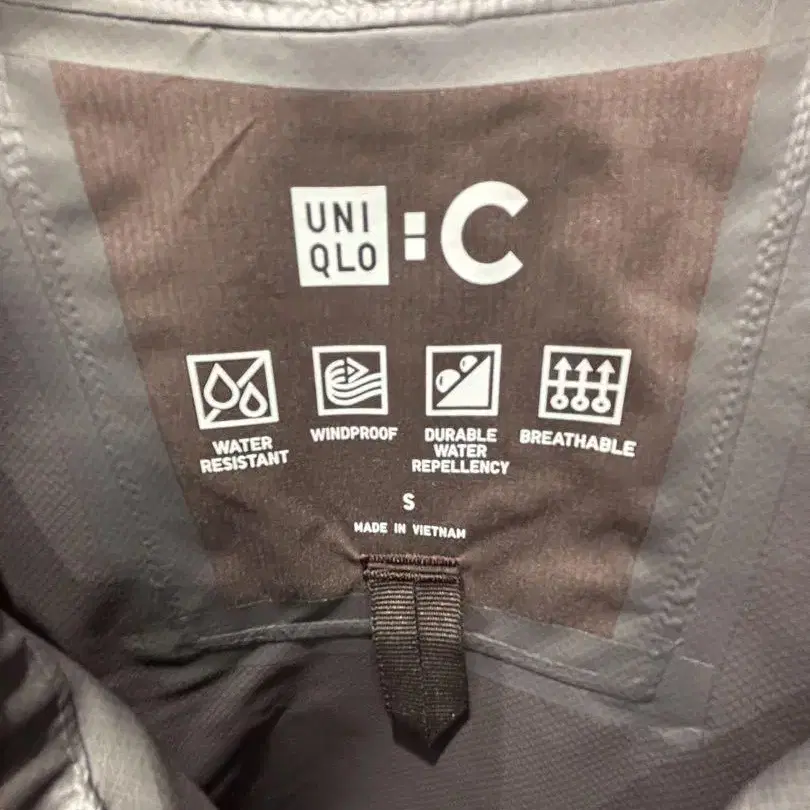 UNI
QLO
: C
WATER
RESISTANT
WINDPROOF
DURABLE
WATER
REPELLENCY
BREATHABLE
S
MADE IN VIETNAM